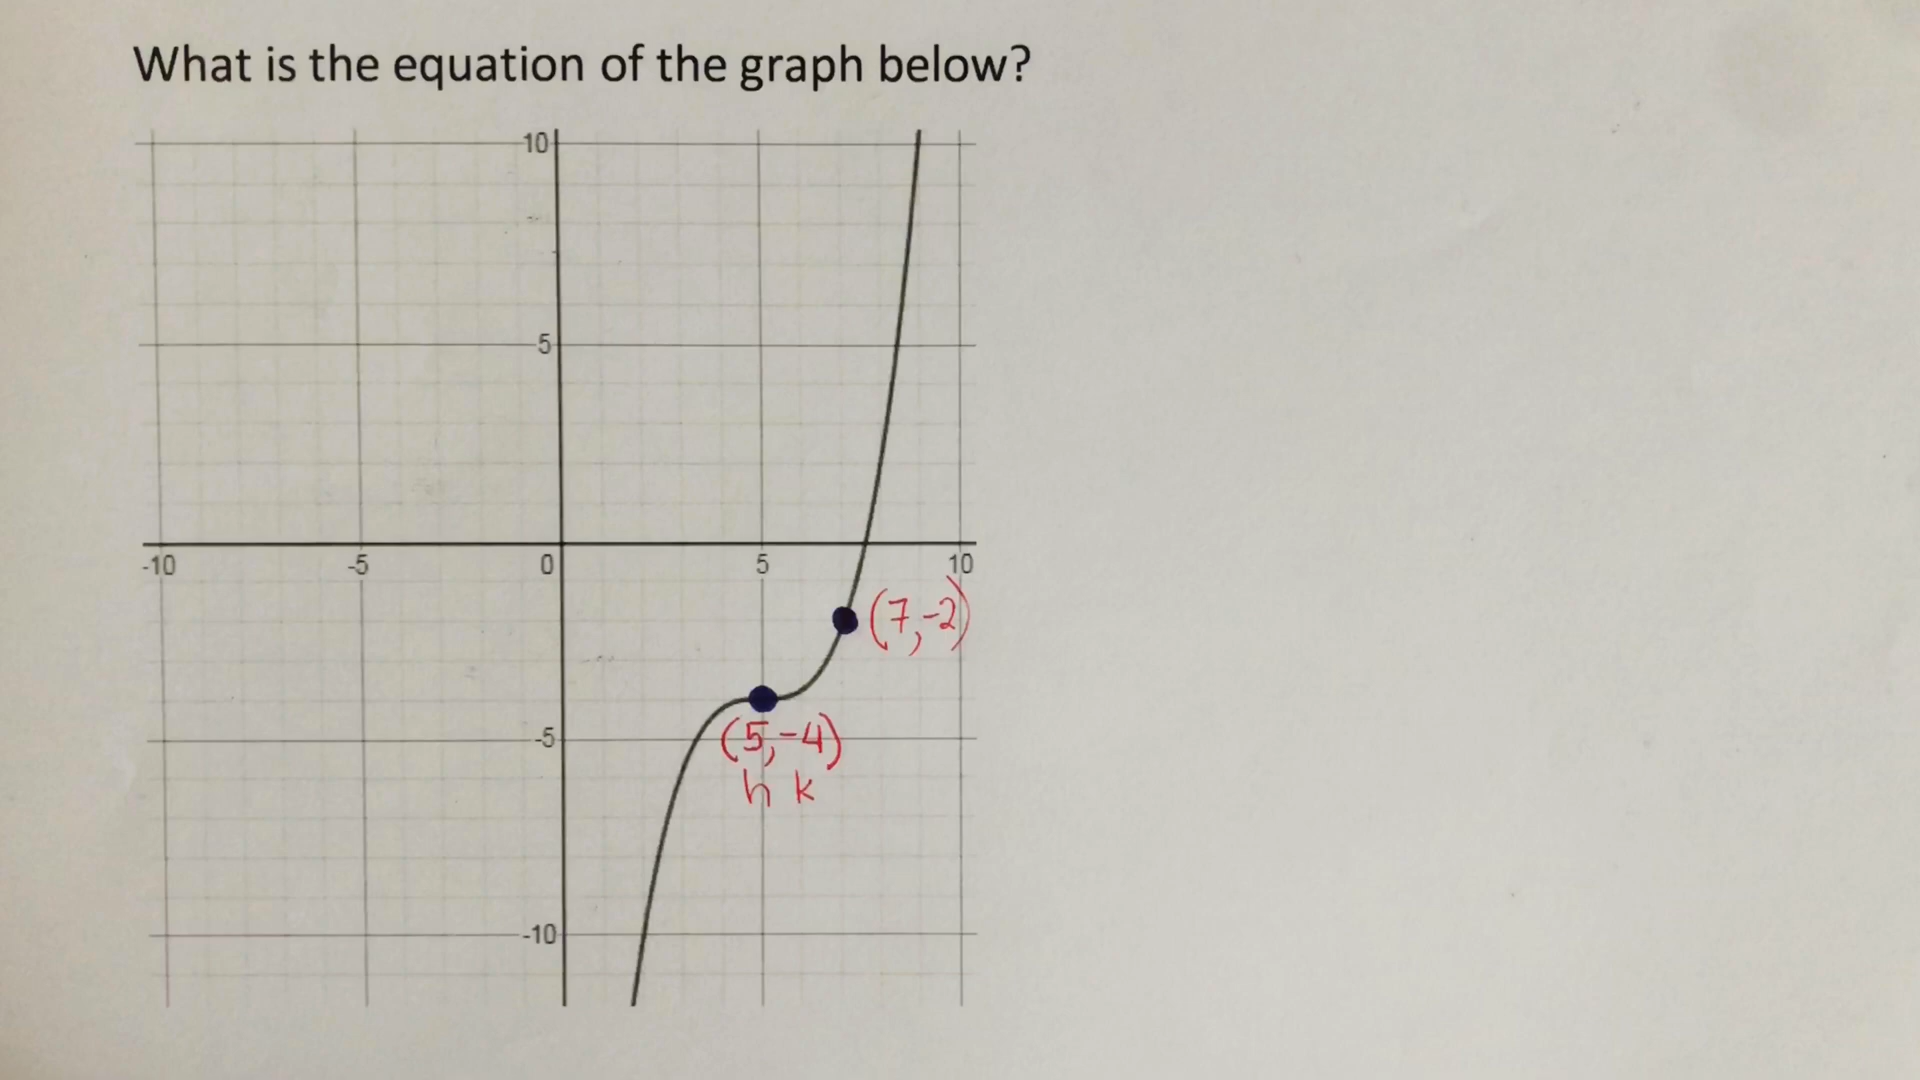 What is the equation of the graph below?
10
5
-10 -5 0 5 10
(7,-2)
-5
(5,-4)
h k
-10